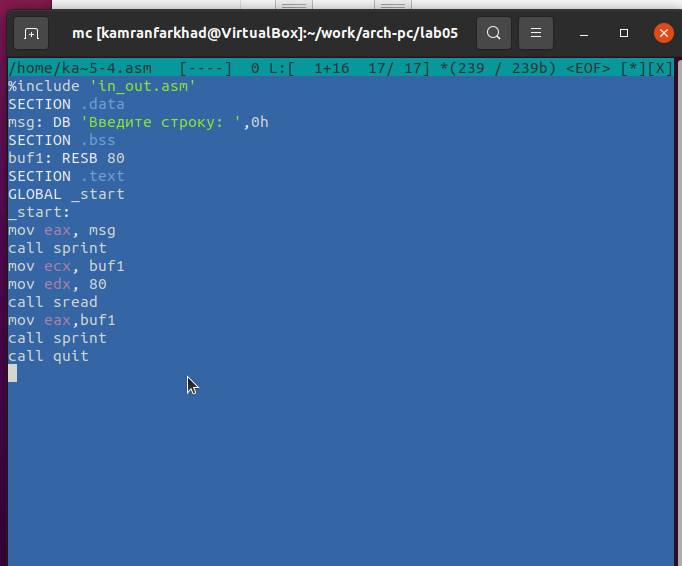 mc [kamranfarkhad@VirtualBox]:~/work/arch-pc/lab05
/home/ka~5-4.asm   [----]  0 L:[  1+16  17/ 17] *(239 / 239b) <EOF> [*][X]
%include 'in_out.asm'
SECTION .data
msg: DB 'Введите строку: ',0h
SECTION .bss
buf1: RESB 80
SECTION .text
GLOBAL _start
_start:
mov eax, msg
call sprint
mov ecx, buf1
mov edx, 80
call sread
mov eax,buf1
call sprint
call quit